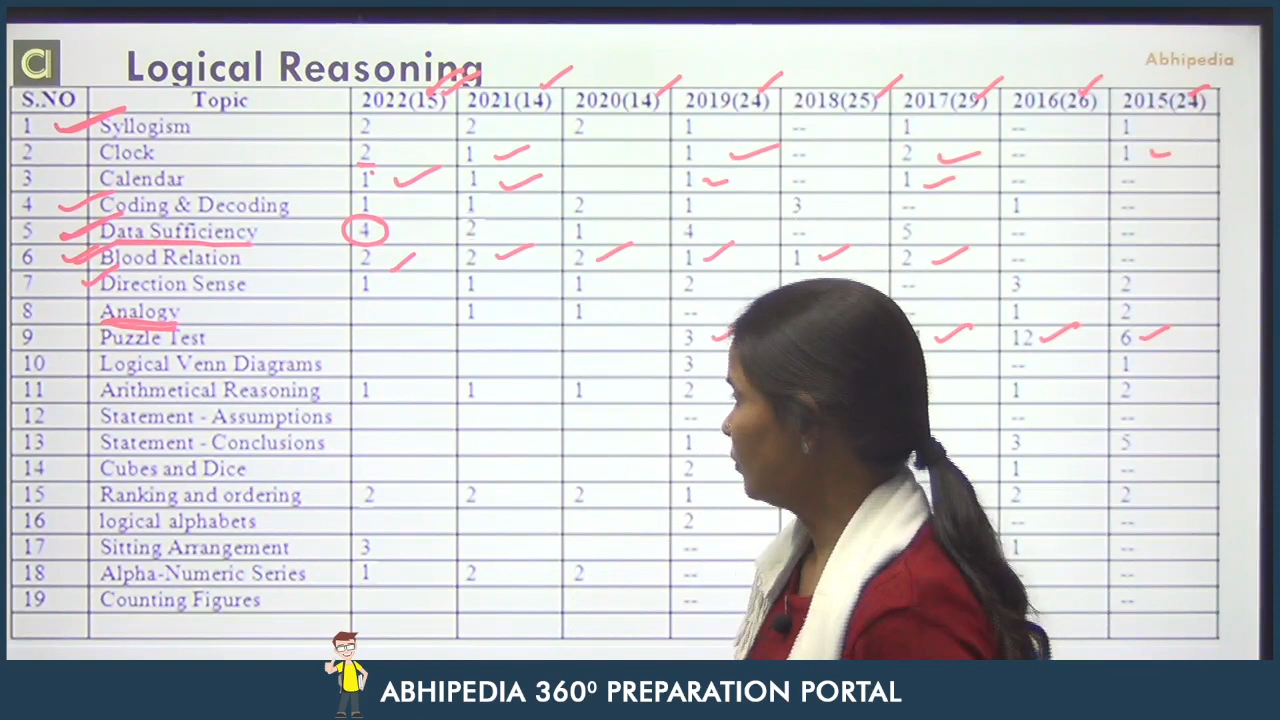 Logical Reasoning
Abhipedia
S.NO Topic 2022(15) 2021(14) 2020(14) 2019(24) 2018(25) 2017(29) 2016(26) 2015(24)
1 Syllogism 2 2 2 1 -- 1 -- 1
2 Clock 2 1 1 -- 2 -- 1
3 Calendar 1 1 1 -- 1 -- --
4 Coding & Decoding 1 1 2 1 3 -- 1 --
5 Data Sufficiency 4 2 1 4 -- 5 -- --
6 Blood Relation 2 2 2 1 1 2 -- --
7 Direction Sense 1 1 1 2 -- 3 2
8 Analogy 1 1 -- -- 1 2
9 Puzzle Test 3 12 6
10 Logical Venn Diagrams 3 -- 1
11 Arithmetical Reasoning 1 1 1 2 1 2
12 Statement - Assumptions -- -- --
13 Statement - Conclusions 1 3 5
14 Cubes and Dice 2 1 --
15 Ranking and ordering 2 2 2 1 2 2
16 logical alphabets 2 -- --
17 Sitting Arrangement 3 -- 1 --
18 Alpha-Numeric Series 1 2 2 -- -- --
19 Counting Figures -- --
ABHIPEDIA 360⁰ PREPARATION PORTAL